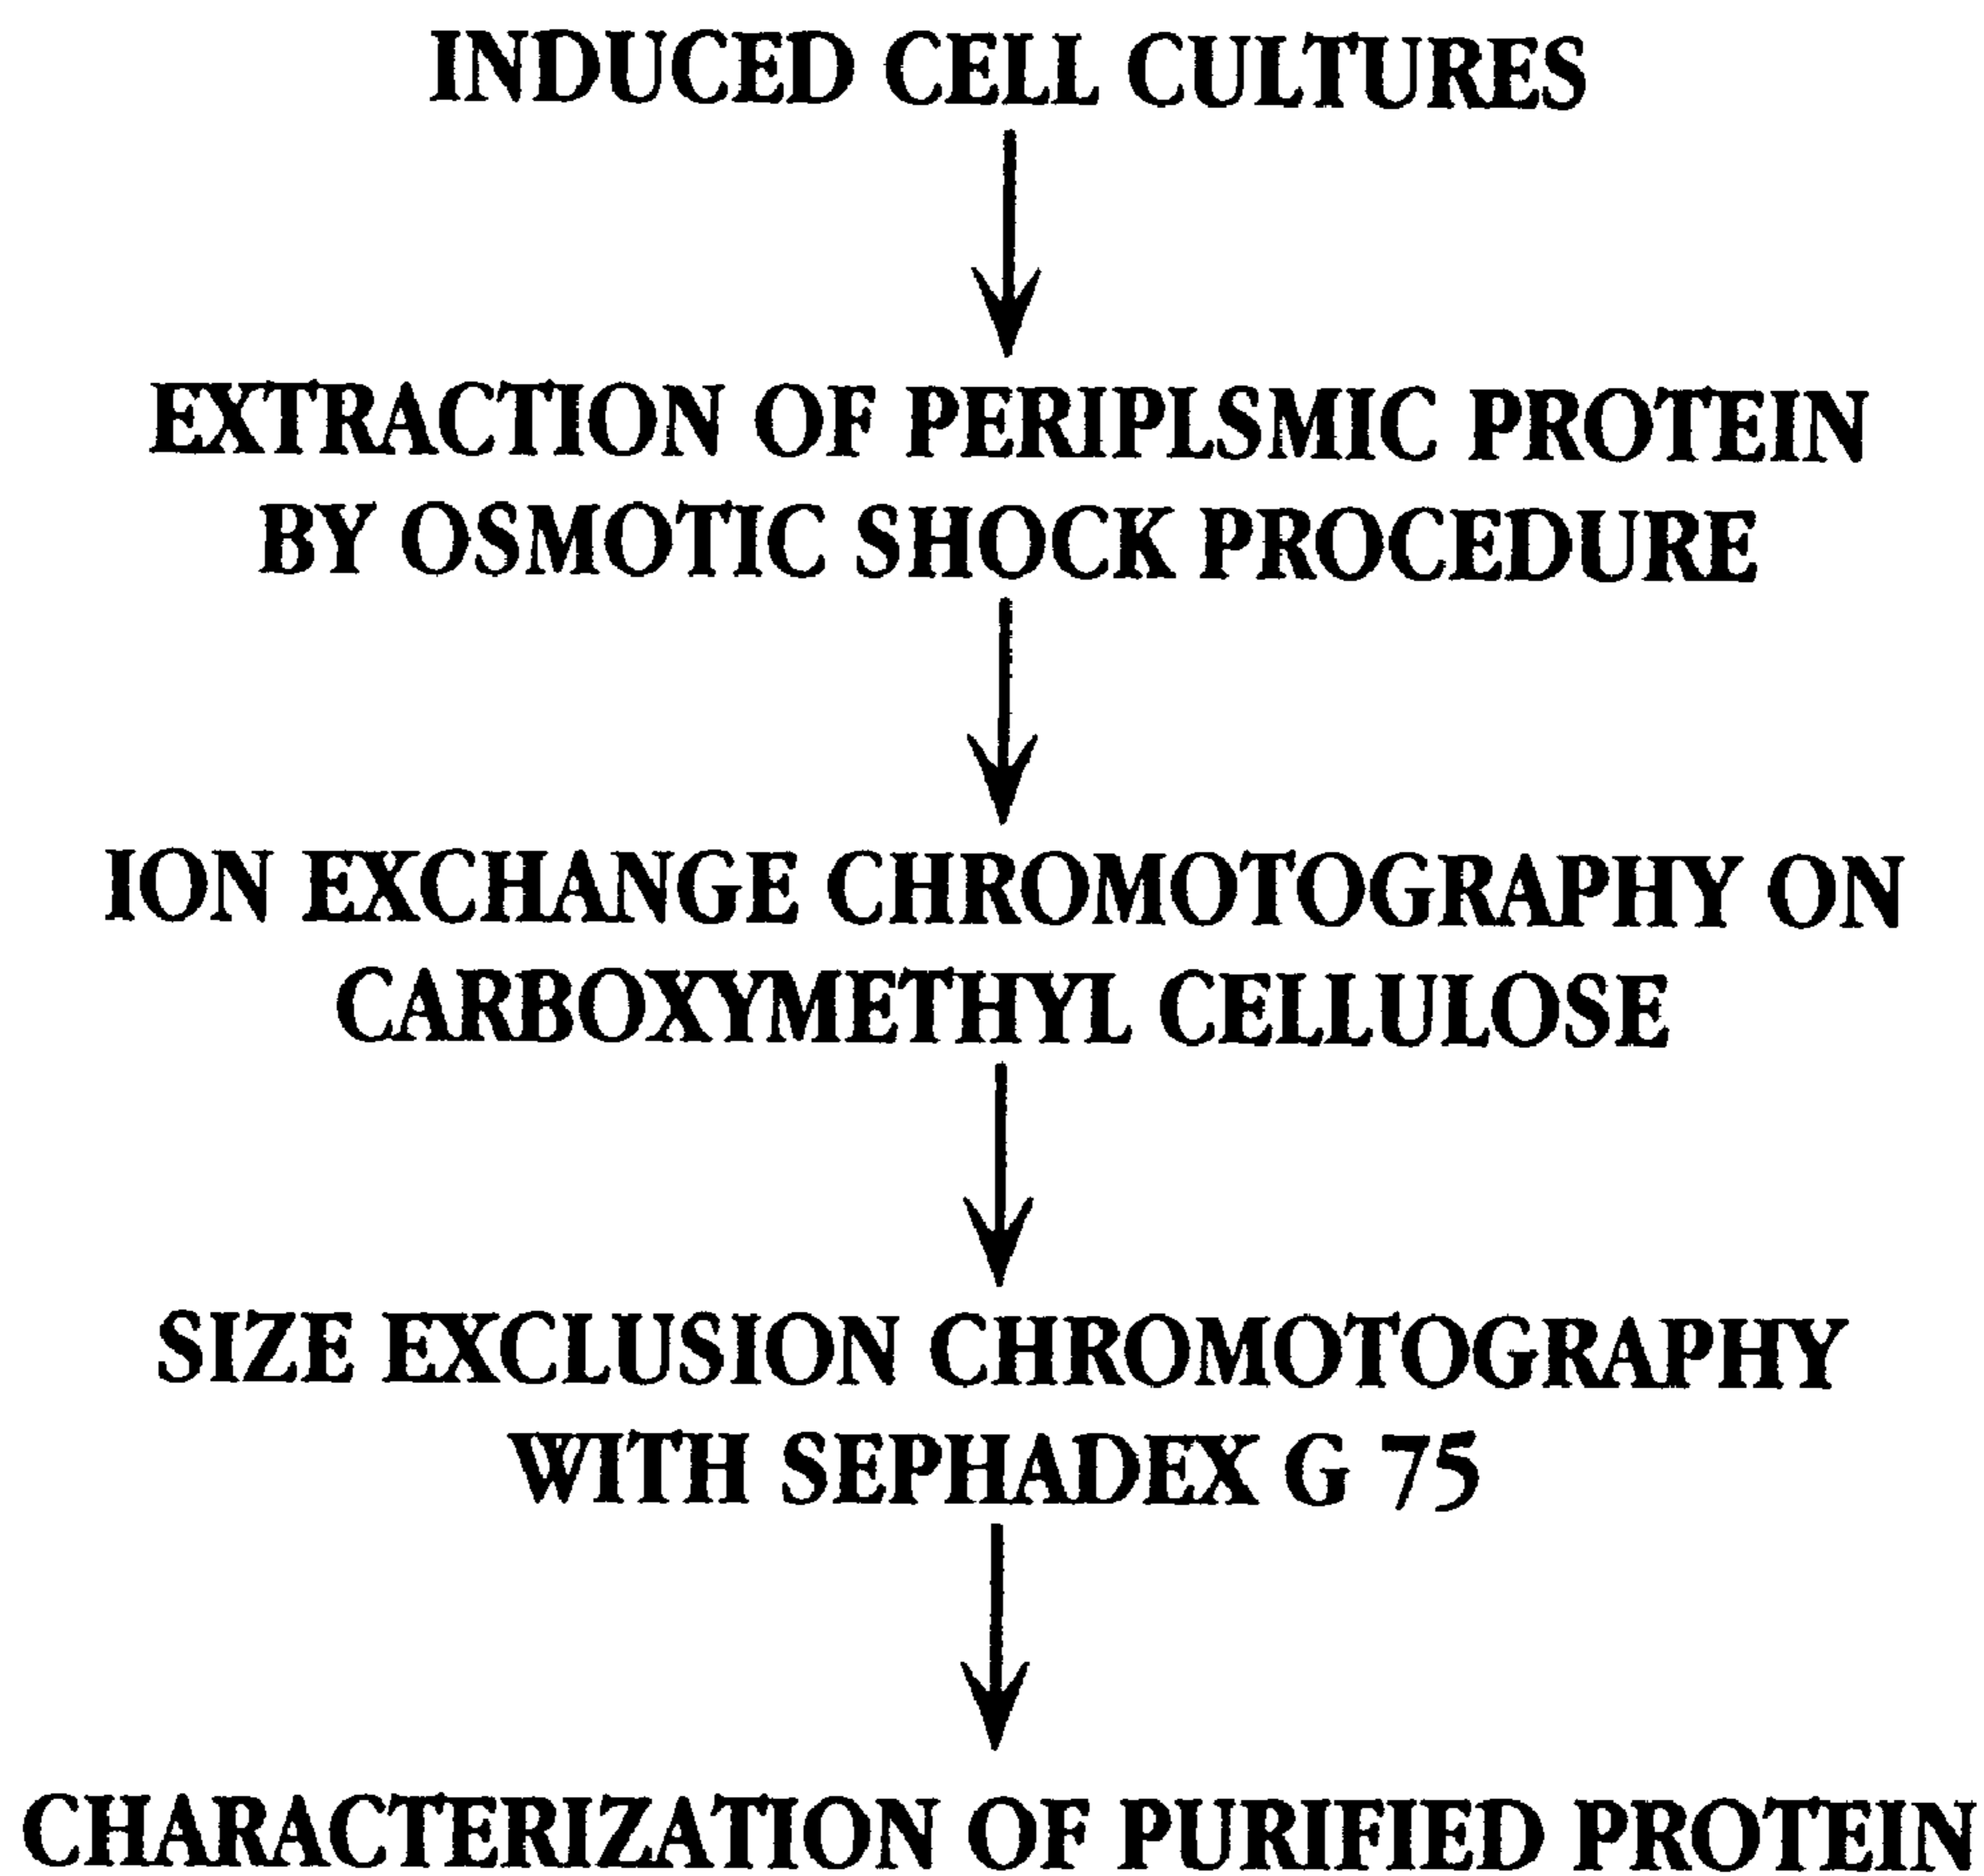 INDUCED CELL CULTURES
EXTRACTION OF PERIPLSMIC PROTEIN
BY OSMOTIC SHOCK PROCEDURE
ION EXCHANGE CHROMOTOGRAPHY ON
CARBOXYMETHYL CELLULOSE
SIZE EXCLUSION CHROMOTOGRAPHY
WITH SEPHADEX G 75
CHARACTERIZATION OF PURIFIED PROTEIN